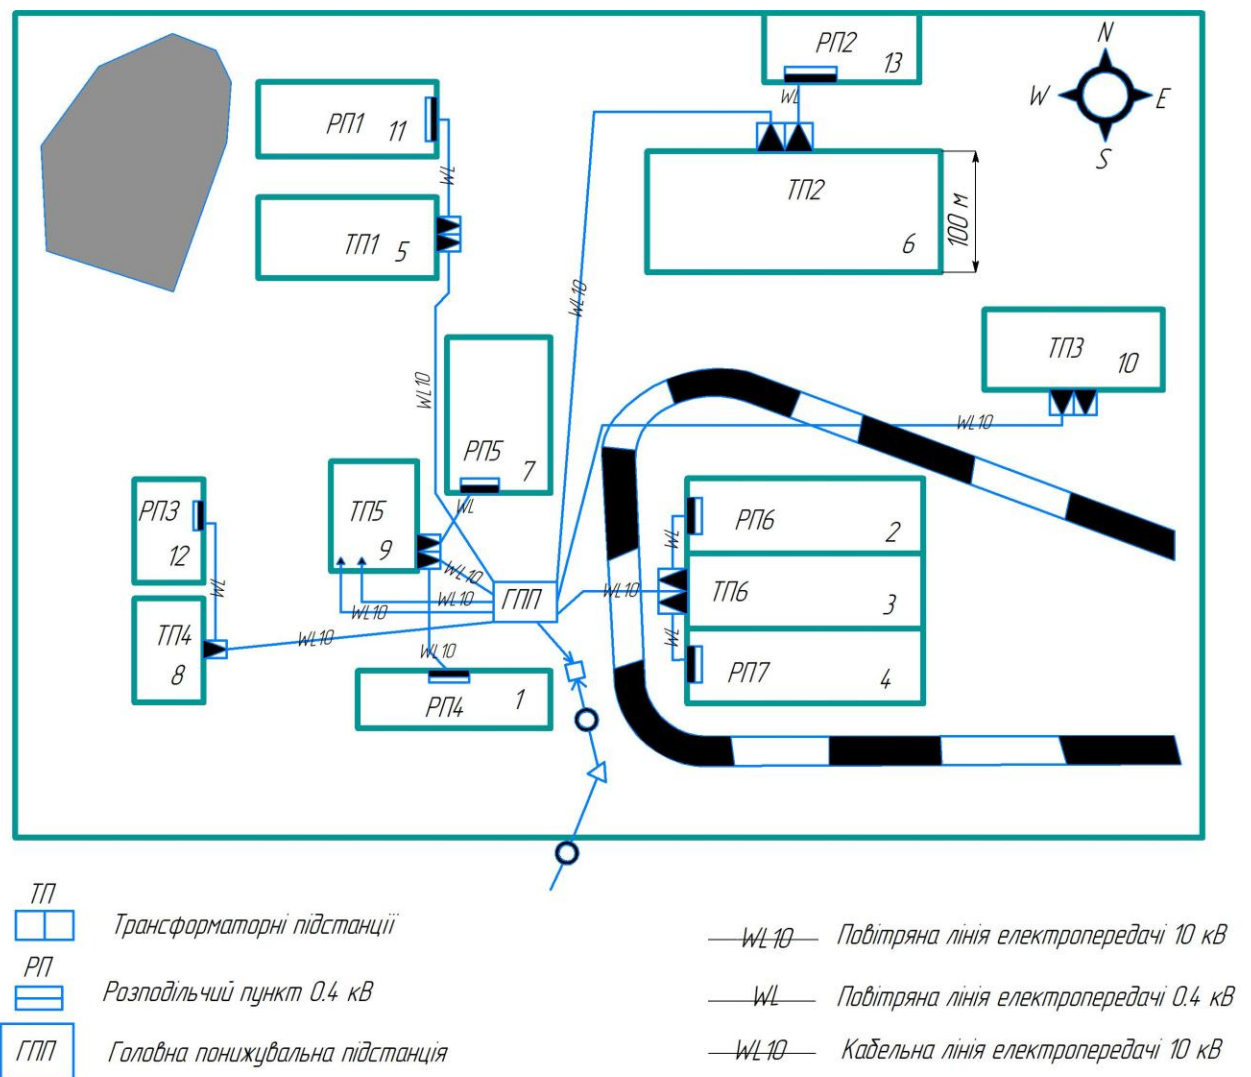 РП2
13
N
W
E
S
WL
РП1
11
WL
ТП2
6
100 м
ТП1
5
WL10
ТП3
10
WL10
WL10
РП5
7
WL
РП3
12
ТП5
9
РП6
2
WL
WL10
WL
WL10
WL10
ГПП
WL10
ТП6
3
ТП4
8
WL10
WL10
WL
РП7
4
РП4
1
ТП
Трансформаторні підстанції
РП
Розподільчий пункт 0.4 кВ
ГПП
Головна понижувальна підстанція
WL10
Повітряна лінія електропередачі 10 кВ
WL
Повітряна лінія електропередачі 0.4 кВ
WL10
Кабельна лінія електропередачі 10 кВ